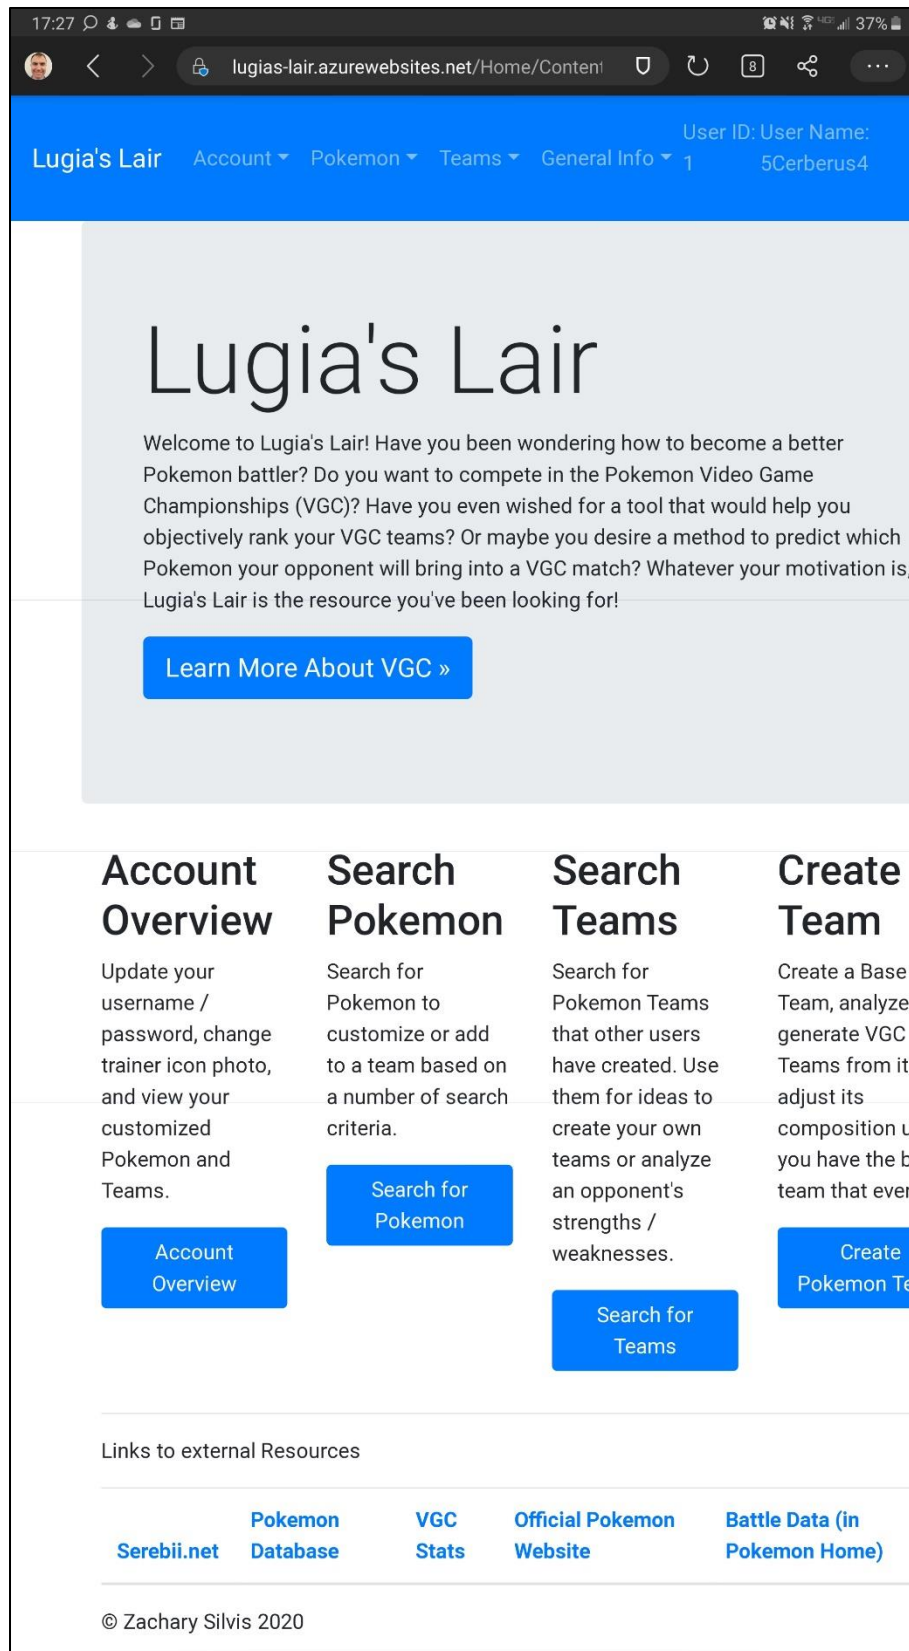 17:27
37%
lugias-lair.azurewebsites.net/Home/Content
8
Lugia's Lair Account Pokemon Teams General Info User ID: 1 User Name: 5Cerberus4
Lugia's Lair
Welcome to Lugia's Lair! Have you been wondering how to become a better
Pokemon battler? Do you want to compete in the Pokemon Video Game
Championships (VGC)? Have you even wished for a tool that would help you
objectively rank your VGC teams? Or maybe you desire a method to predict which
Pokemon your opponent will bring into a VGC match? Whatever your motivation is,
Lugia's Lair is the resource you've been looking for!
Learn More About VGC »
Account
Overview
Update your
username /
password, change
trainer icon photo,
and view your
customized
Pokemon and
Teams.
Account
Overview
Search
Pokemon
Search for
Pokemon to
customize or add
to a team based on
a number of search
criteria.
Search for
Pokemon
Search
Teams
Search for
Pokemon Teams
that other users
have created. Use
them for ideas to
create your own
teams or analyze
an opponent's
strengths /
weaknesses.
Search for
Teams
Create
Team
Create a Base
Team, analyze
generate VGC
Teams from it
adjust its
composition
you have the
team that
Create
Pokemon
Links to external Resources
Serebii.net
Pokemon
Database
VGC
Stats
Official Pokemon
Website
Battle Data (in
Pokemon Home)
© Zachary Silvis 2020